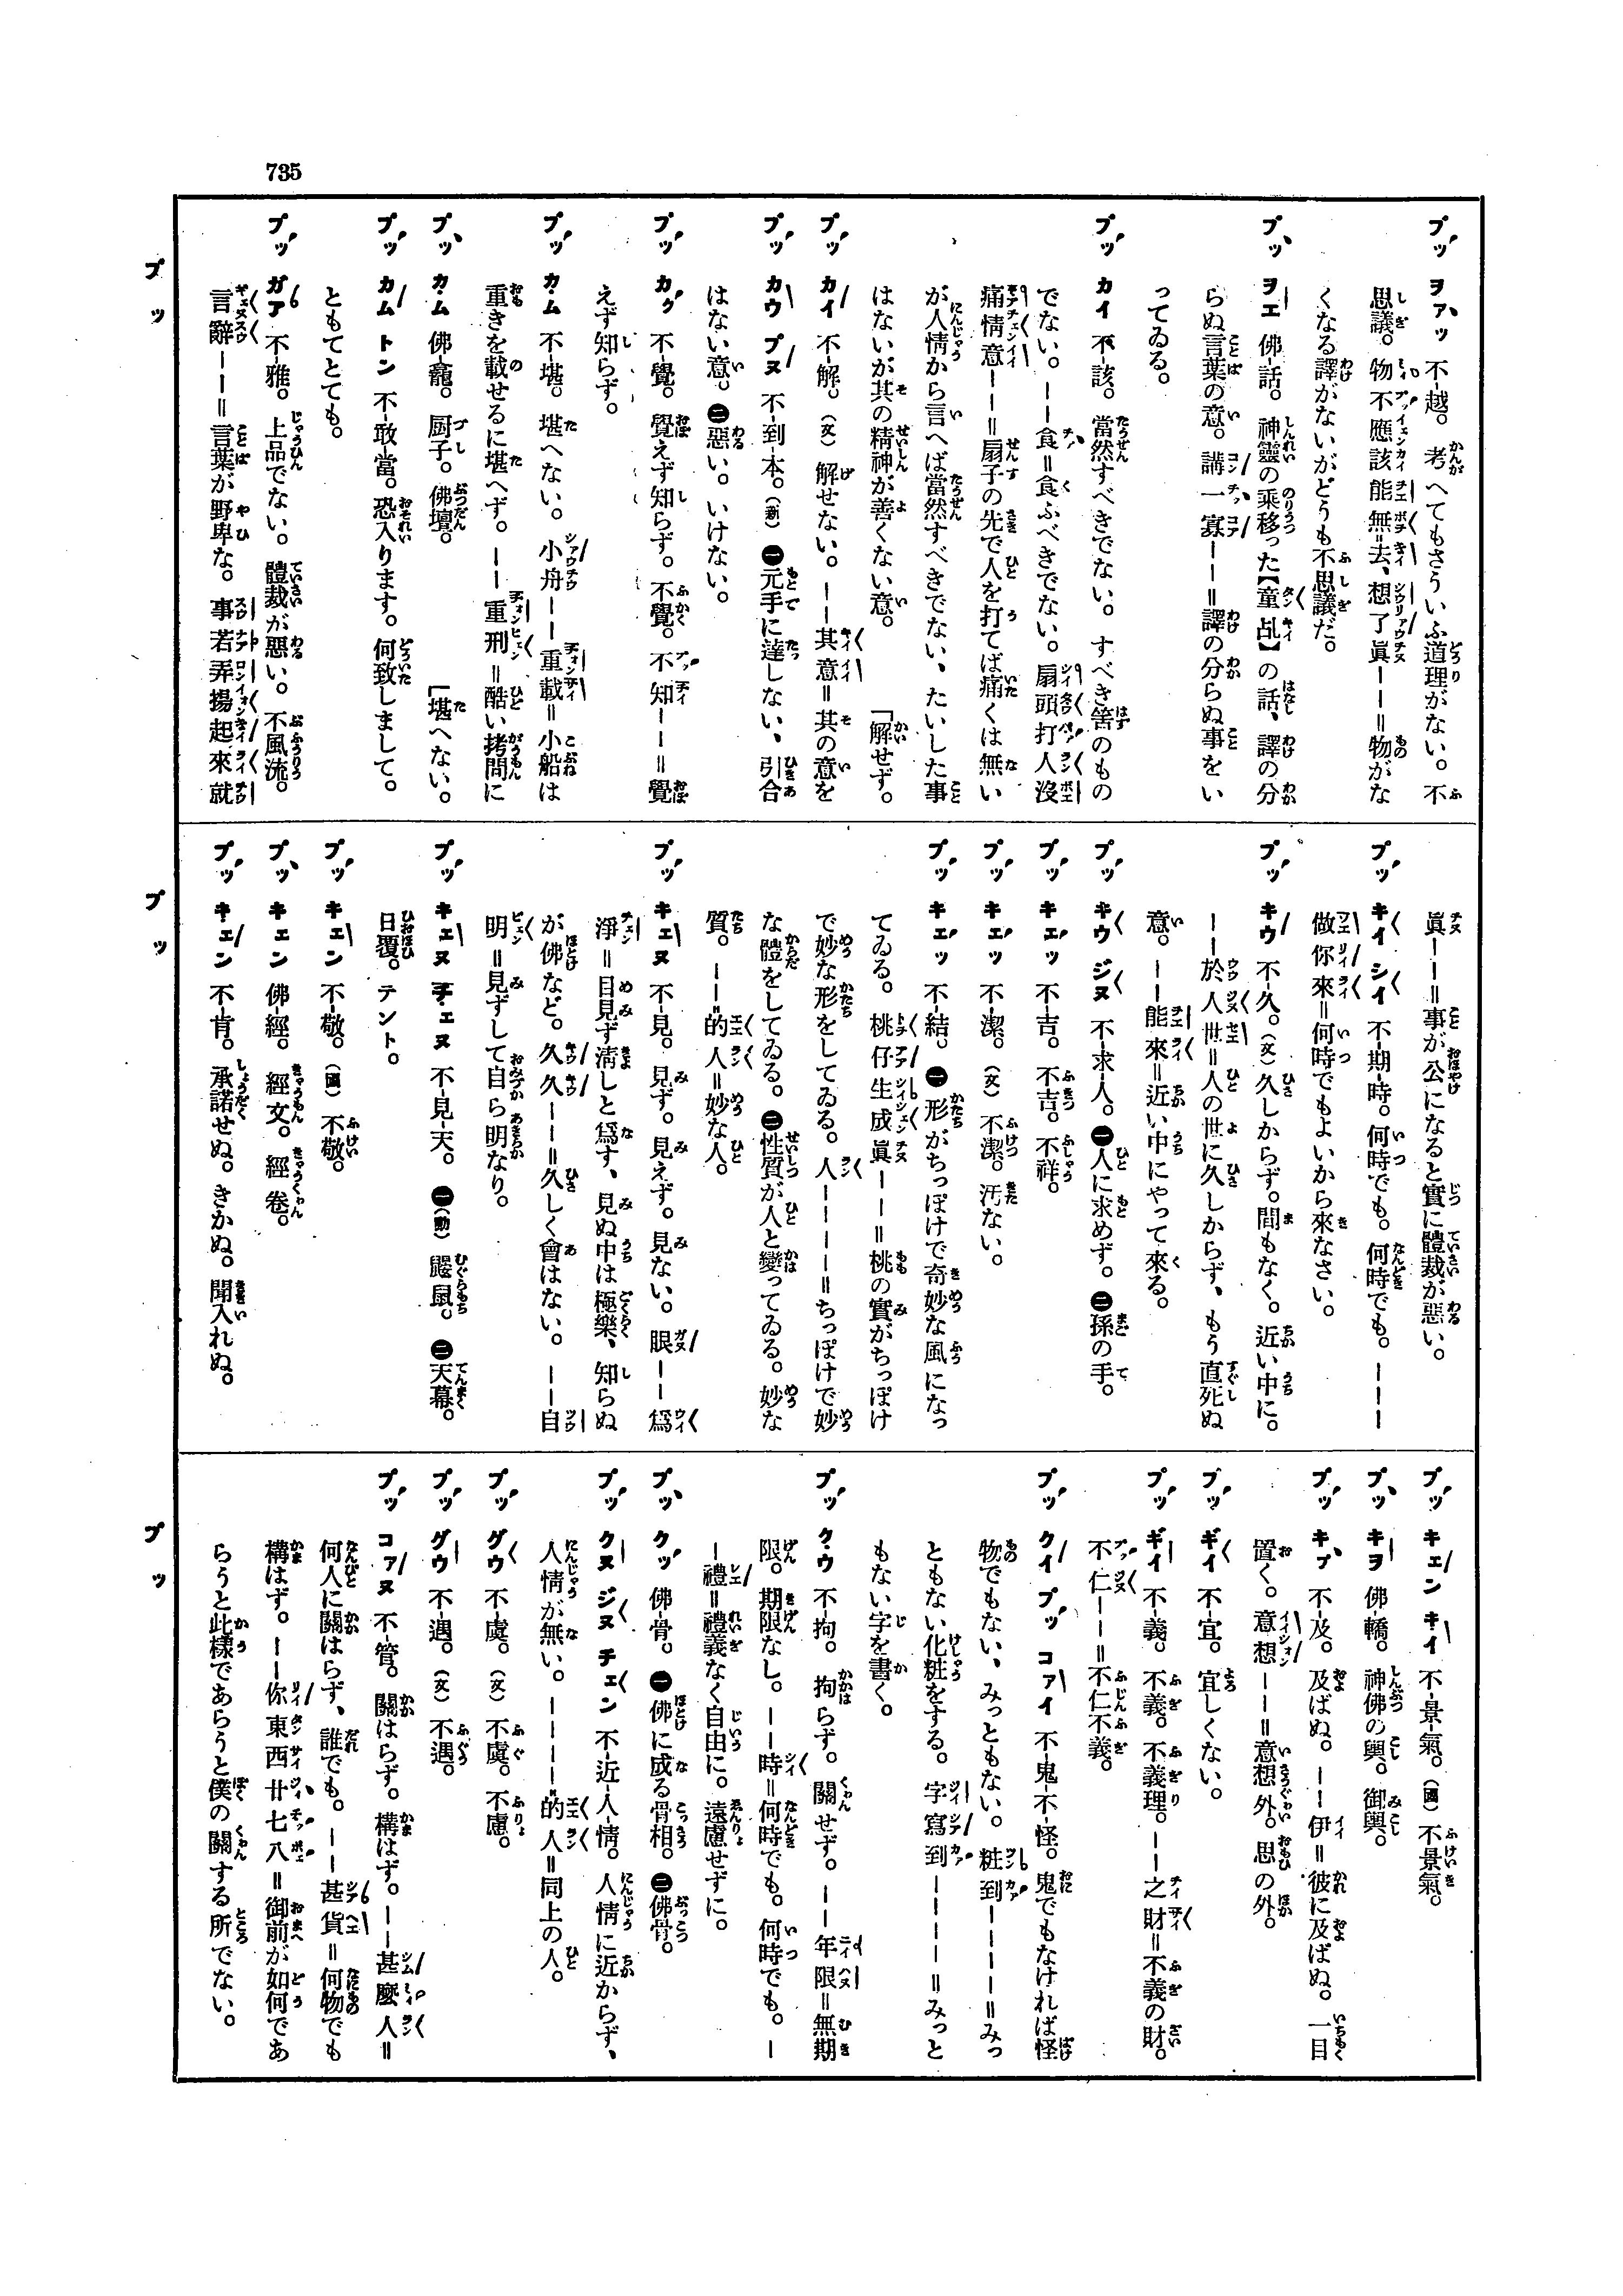 735
プッ ヲァッ 不-越。考へてもさういふ道理がない。不
思議。物不應該能無=去、想了眞ーー=物がな
くなる譯がないがどうも不思議だ。
プッ ヲエ 佛-話。神靈の乘移った【童乩】の話、譯の分
らぬ言葉の意。講一寡ーー=譯の分らぬ事をい
ってゐる。
プッ カイ 不-該。當然すべきでない。すべき筈のもの
でない。ーー食=食ふべきでない。扇頭打人沒
痛情意ーー=扇子の先で人を打てば痛くは無い
が人情から言へば當然すべきでない、たいした事
はないが其の精神が善くない意。
プッ カイ 不-解。(文)解せない。ーー其意=其の意を
「解せず。
プッ カウ プヌ 不-到-本。(新)㊀元手に達しない、引合
はない意。㊁惡い。いけない。
プッ カク 不-覺。覺えず知らず。不覺。不知ーー=覺
えず知らず。
プッ カム 不-堪。堪へない。小舟ーー重載=小船は
重きを載せるに堪へず。ーー重刑=酷い拷問に
「堪へない。
プッ カム 佛-龕。厨子。佛壇。
プッ カム トン 不-敢-當。恐入ります。何致しまして。
ともてとても。
プッ ガア 不-雅。上品でない。體裁が惡い。不風流。
言辭ーー=言葉が野卑な。事若弄揚起來就
眞ーー=事が公になると實に體裁が惡い。
プッ キイ シイ 不-期-時。何時でも。何時でも。ーーー
做你來=何時でもよいから來なさい。
プッ キウ 不-久。(文)久しからず。間もなく。近い中に。
ーー於人世=人の世に久しからず、もう直死ぬ
意。ーー能來=近い中にやって來る。
プッ キウ ジヌ 不-求-人。㊀人に求めず。㊁孫の手。
プッ キェッ 不-吉。不吉。不祥。
プッ キェッ 不-潔。(文)不潔。汚ない。
プッ キェッ 不-結。㊀形がちっぽけで奇妙な風になっ
てゐる。桃仔生成眞ーー=桃の實がちっぽけ
で妙な形をしてゐる。人ーーーー=ちっぽけで妙
な體をしてゐる。㊁性質が人と變ってゐる。妙な
質。ーー的人=妙な人。
プッ キェヌ 不-見。見ず。見えず。見ない。眼ーー爲
淨=目見ず淸しと爲す、見ぬ中は極樂、知らぬ
が佛など。久久ーー=久しく會はない。ーー自
明=見ずして自ら明なり。
プッ キェヌ チェヌ 不-見-天。㊀(動)鼹鼠。㊁天幕。
日覆。テント。
プッ キェン 不-敬。(國)不敬。
プッ キェン 佛-經。經文。經卷。
プッ キェン 不-肯。承諾せぬ。きかぬ。聞入れぬ。
プッ キェン キイ 不-景-氣。(國)不景氣。
プッ キヲ 佛-轎。神佛の輿。御輿。
プッ キプ 不-及。及ばぬ。ーー伊=彼に及ばぬ。一目
置く。意想ーー=意想外。思の外。
プッ ギイ 不-宜。宜しくない。
プッ ギイ 不-義。不義。不義理。ーー之財=不義の財。
不仁ーー=不仁不義。
プッ クイ プッ コァイ 不-鬼-不-怪。鬼でもなければ怪
物でもない、みっともない。粧到ーーーー=みっ
ともない化粧をする。字寫到ーーーー=みっと
もない字を書く。
プッ クウ 不-拘。拘らず。關せず。ーー年限=無期
限。期限なし。ーー時=何時でも。何時でも。ー
ー禮=禮義なく自由に。遠慮せずに。
プッ クッ 佛-骨。㊀佛に成る骨相。㊁佛骨。
プッ クヌ ジヌ チェン 不-近-人-情。人情に近からず、
人情が無い。ーーーー的人=同上の人。
プッ グウ 不-虞。(文)不虞。不慮。
プッ グウ 不-遇。(文)不遇。
プッ コァヌ 不-管。關はらず。構はず。ーー甚麼人=
何人に關はらず、誰でも。ーー甚貨=何物でも
構はず。ーー你東西廿七八=御前が如何であ
らうと此樣であらうと僕の關する所でない。
プッ
プッ
プッ